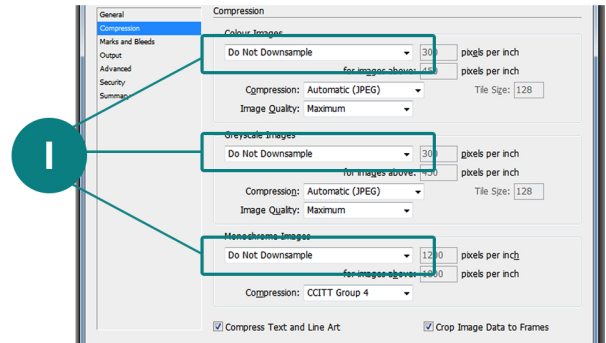 General
Compression
Marks and Bleeds
Output
Advanced
Security
Summary
Compression
Colour Images
Do Not Downsample 300 pixels per inch
for images above: 450 pixels per inch
Compression: Automatic (JPEG) Tile Size: 128
Image Quality: Maximum
Greyscale Images
Do Not Downsample 300 pixels per inch
for images above: 450 pixels per inch
Compression: Automatic (JPEG) Tile Size: 128
Image Quality: Maximum
Monochrome Images
Do Not Downsample 1200 pixels per inch
for images above: 1800 pixels per inch
Compression: CCITT Group 4
Compress Text and Line Art Crop Image Data to Frames
I